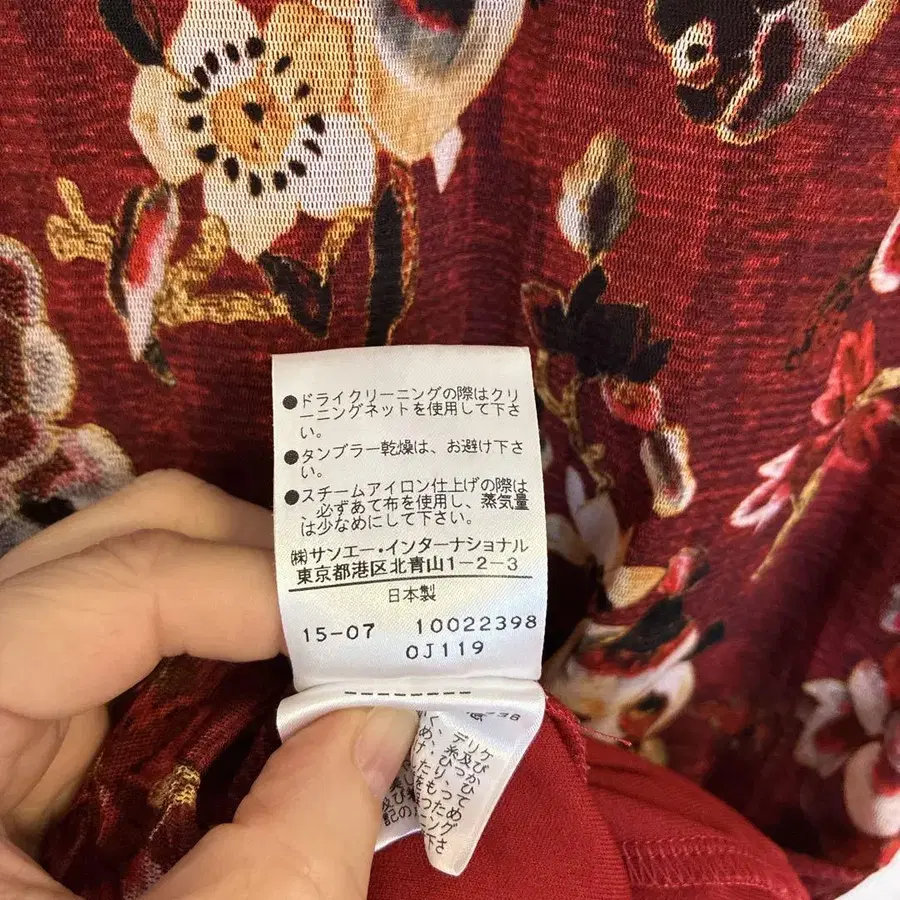 ●ドライクリーニングの際はクリ
ーニングネットを使用して下さ
い。
●タンブラー乾燥は、お避け下さ
い。
●スチームアイロン仕上げの際は
、必ずあて布を使用し、蒸気量
は少なめにして下さい。
㈱サンエー・インターナショナル
東京都港区北青山1-2-3
日本製
15-07 10022398
0J119